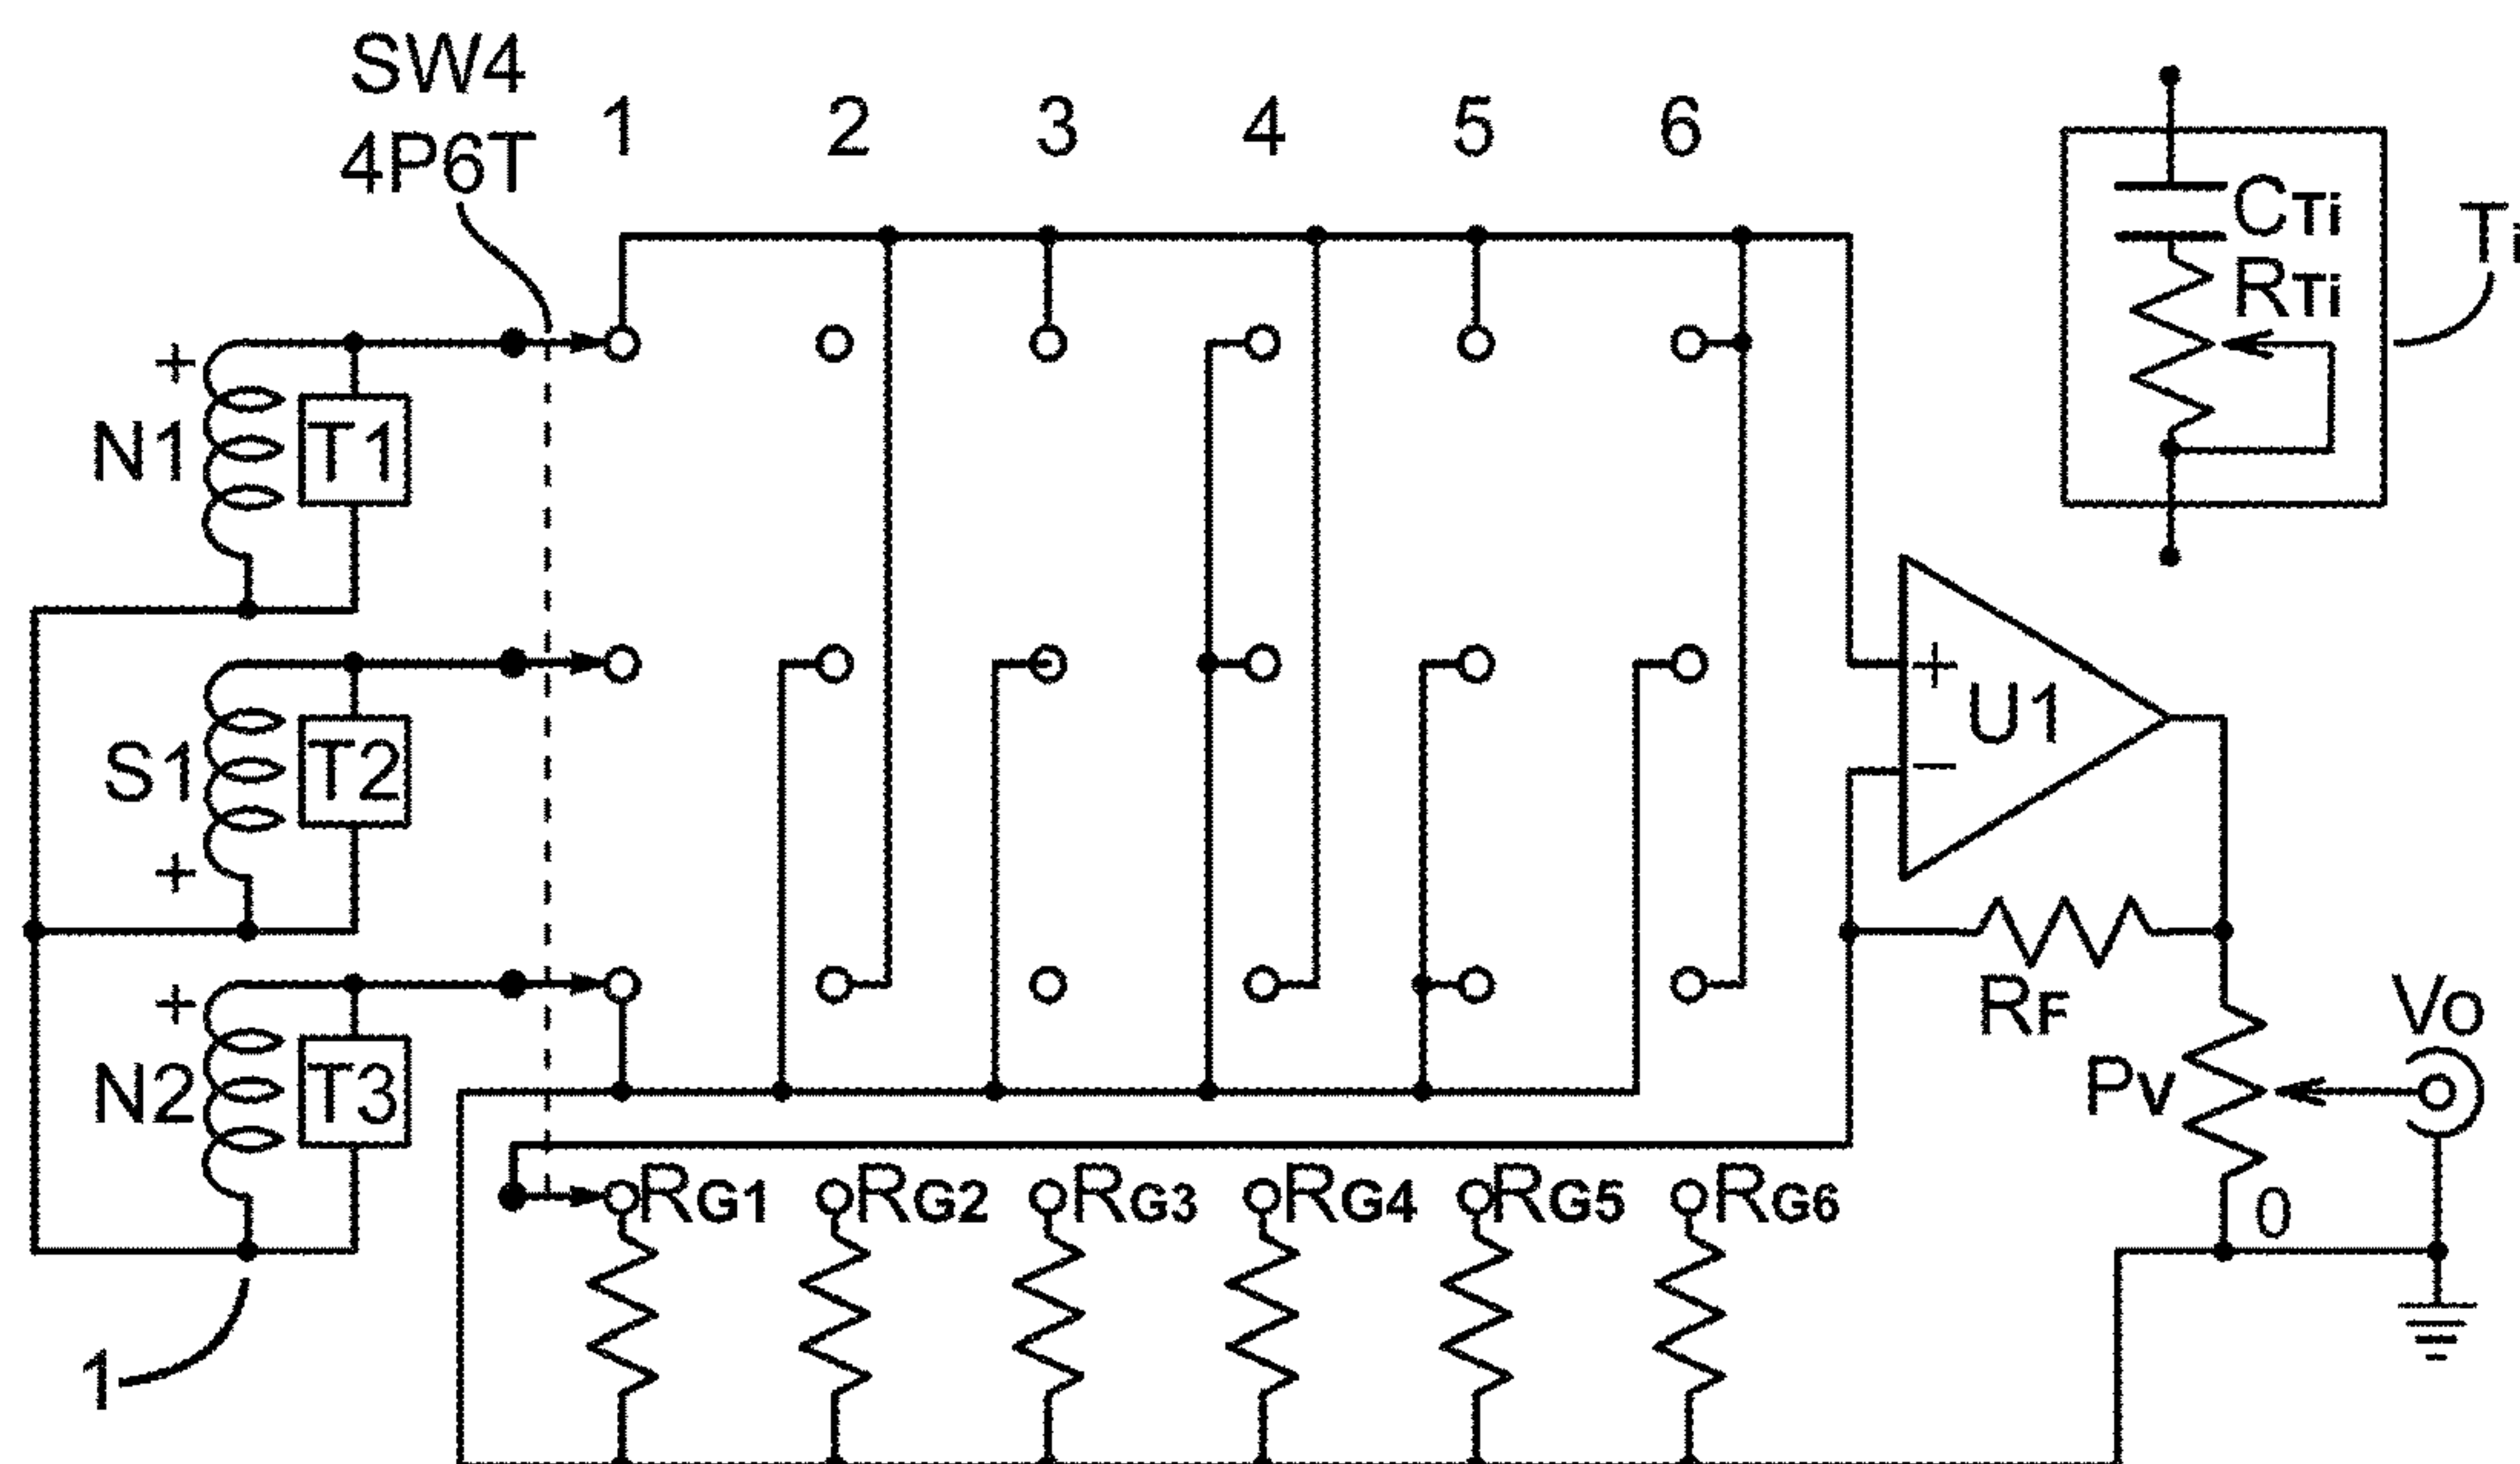 SW4
4P6T
1 2 3 4 5 6
CTi
RTi
Ti
+
N1
T1
S1
T2
+
+
N2
T3
1
+
U1
−
RF
PV
Vo
0
RG1 RG2 RG3 RG4 RG5 RG6